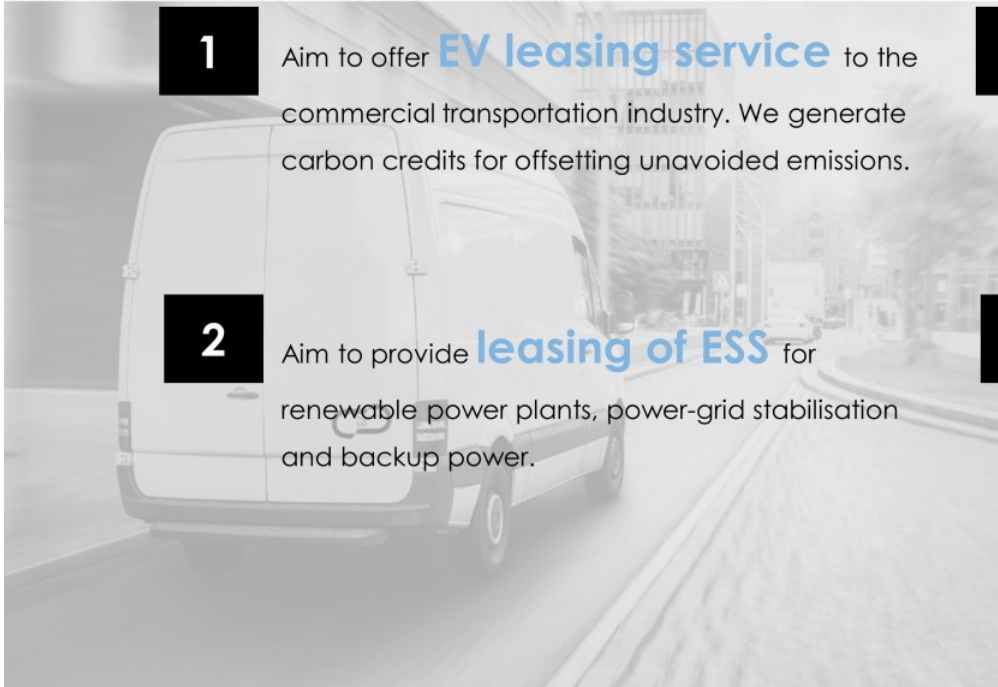 1
Aim to offer EV leasing service to the
commercial transportation industry. We generate
carbon credits for offsetting unavoided emissions.
2
Aim to provide leasing of ESS for
renewable power plants, power-grid stabilisation
and backup power.